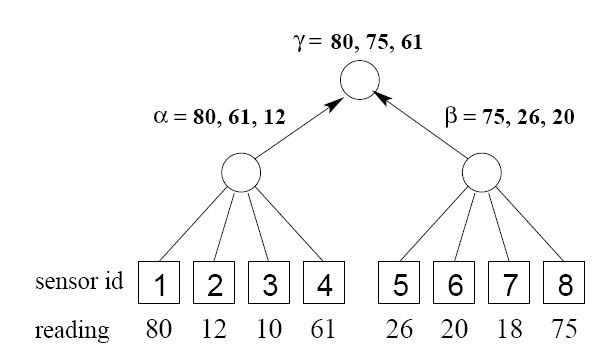 γ = 80, 75, 61
α = 80, 61, 12
β = 75, 26, 20
sensor id 1 2 3 4 5 6 7 8
reading 80 12 10 61 26 20 18 75